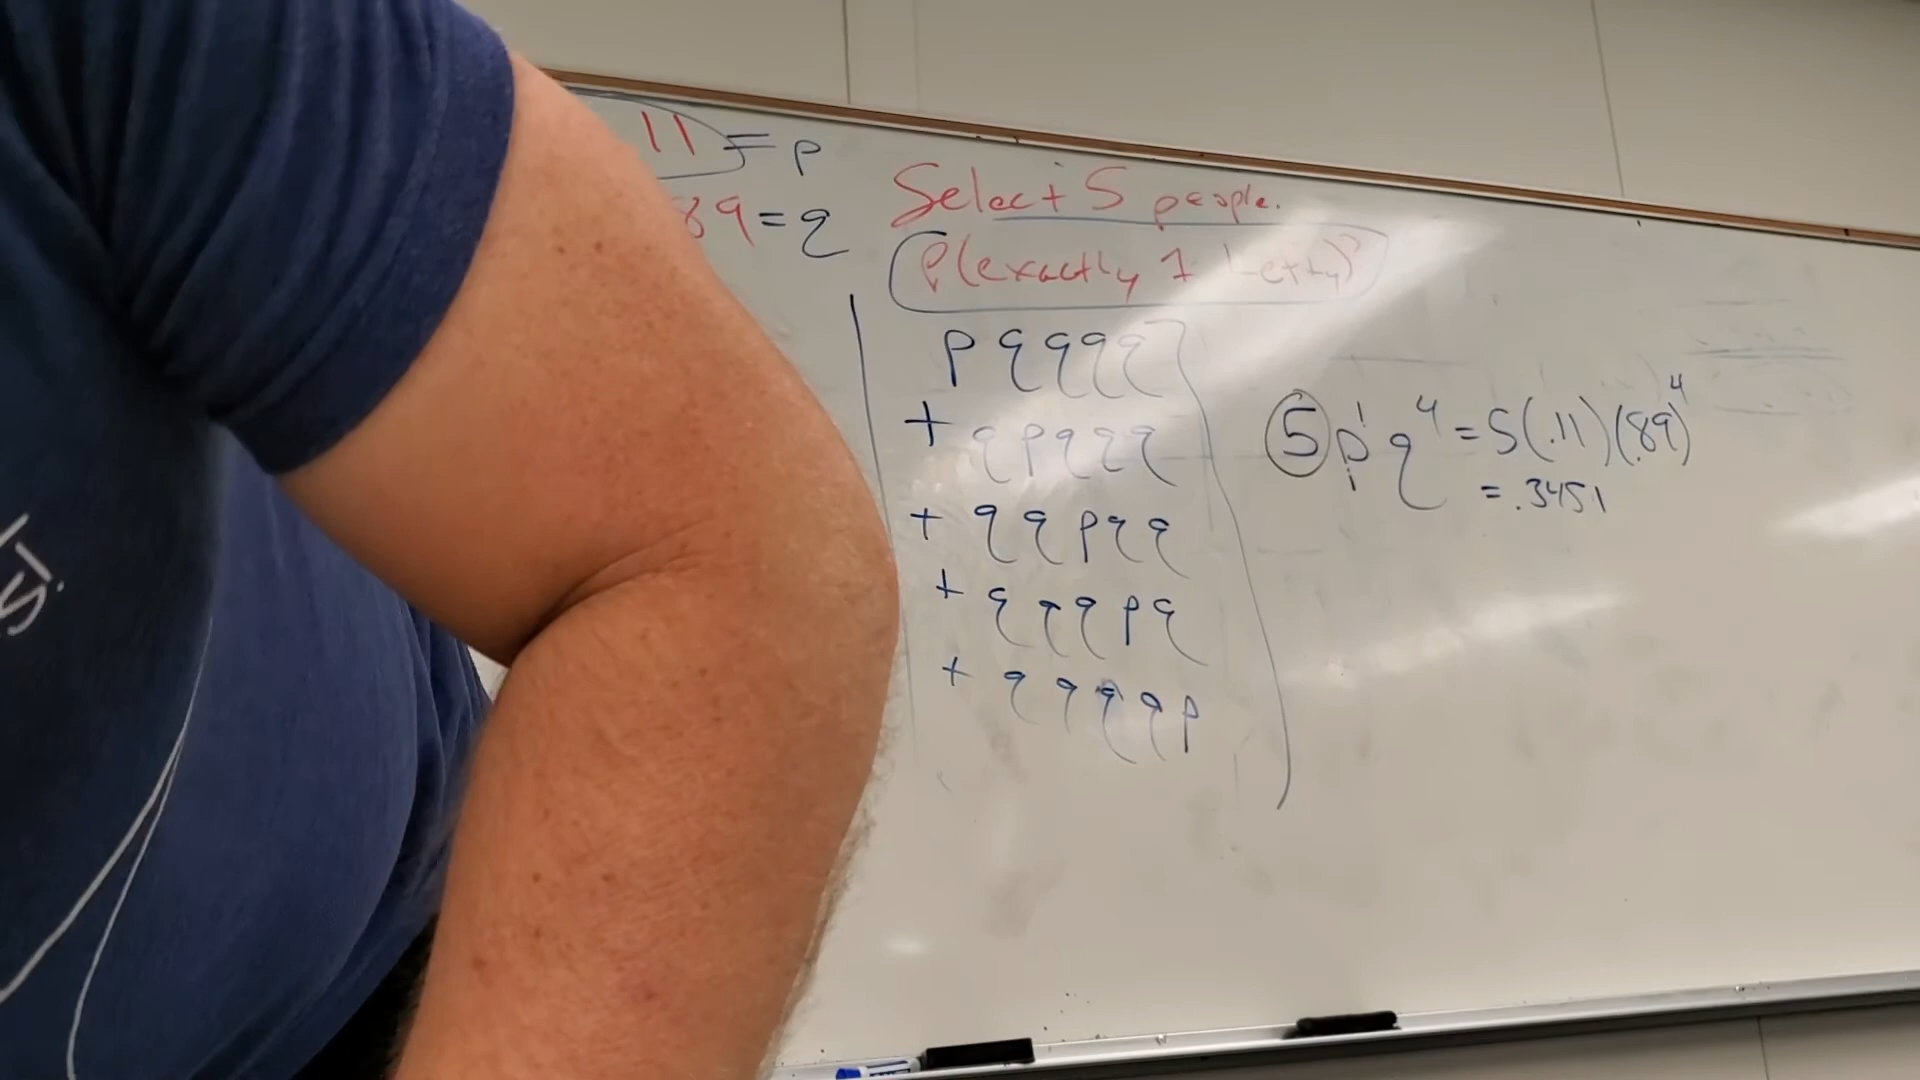 11 = p
89 = q
Select 5 people.
P(exactly 1 Lefty)
p q q q q
+ q p q q q
+ q q p q q
+ q q q p q
+ q q q q p
5 p¹ q⁴ = 5(.11)(.89)⁴
= .3451